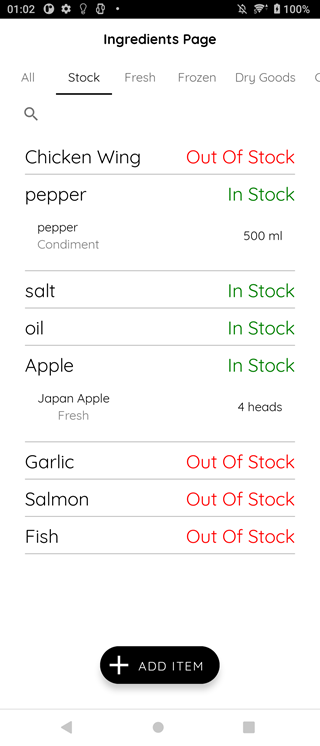 01:02 100%
Ingredients Page
All Stock Fresh Frozen Dry Goods
Chicken Wing Out Of Stock
pepper In Stock
pepper
Condiment
500 ml
salt In Stock
oil In Stock
Apple In Stock
Japan Apple
Fresh
4 heads
Garlic Out Of Stock
Salmon Out Of Stock
Fish Out Of Stock
ADD ITEM